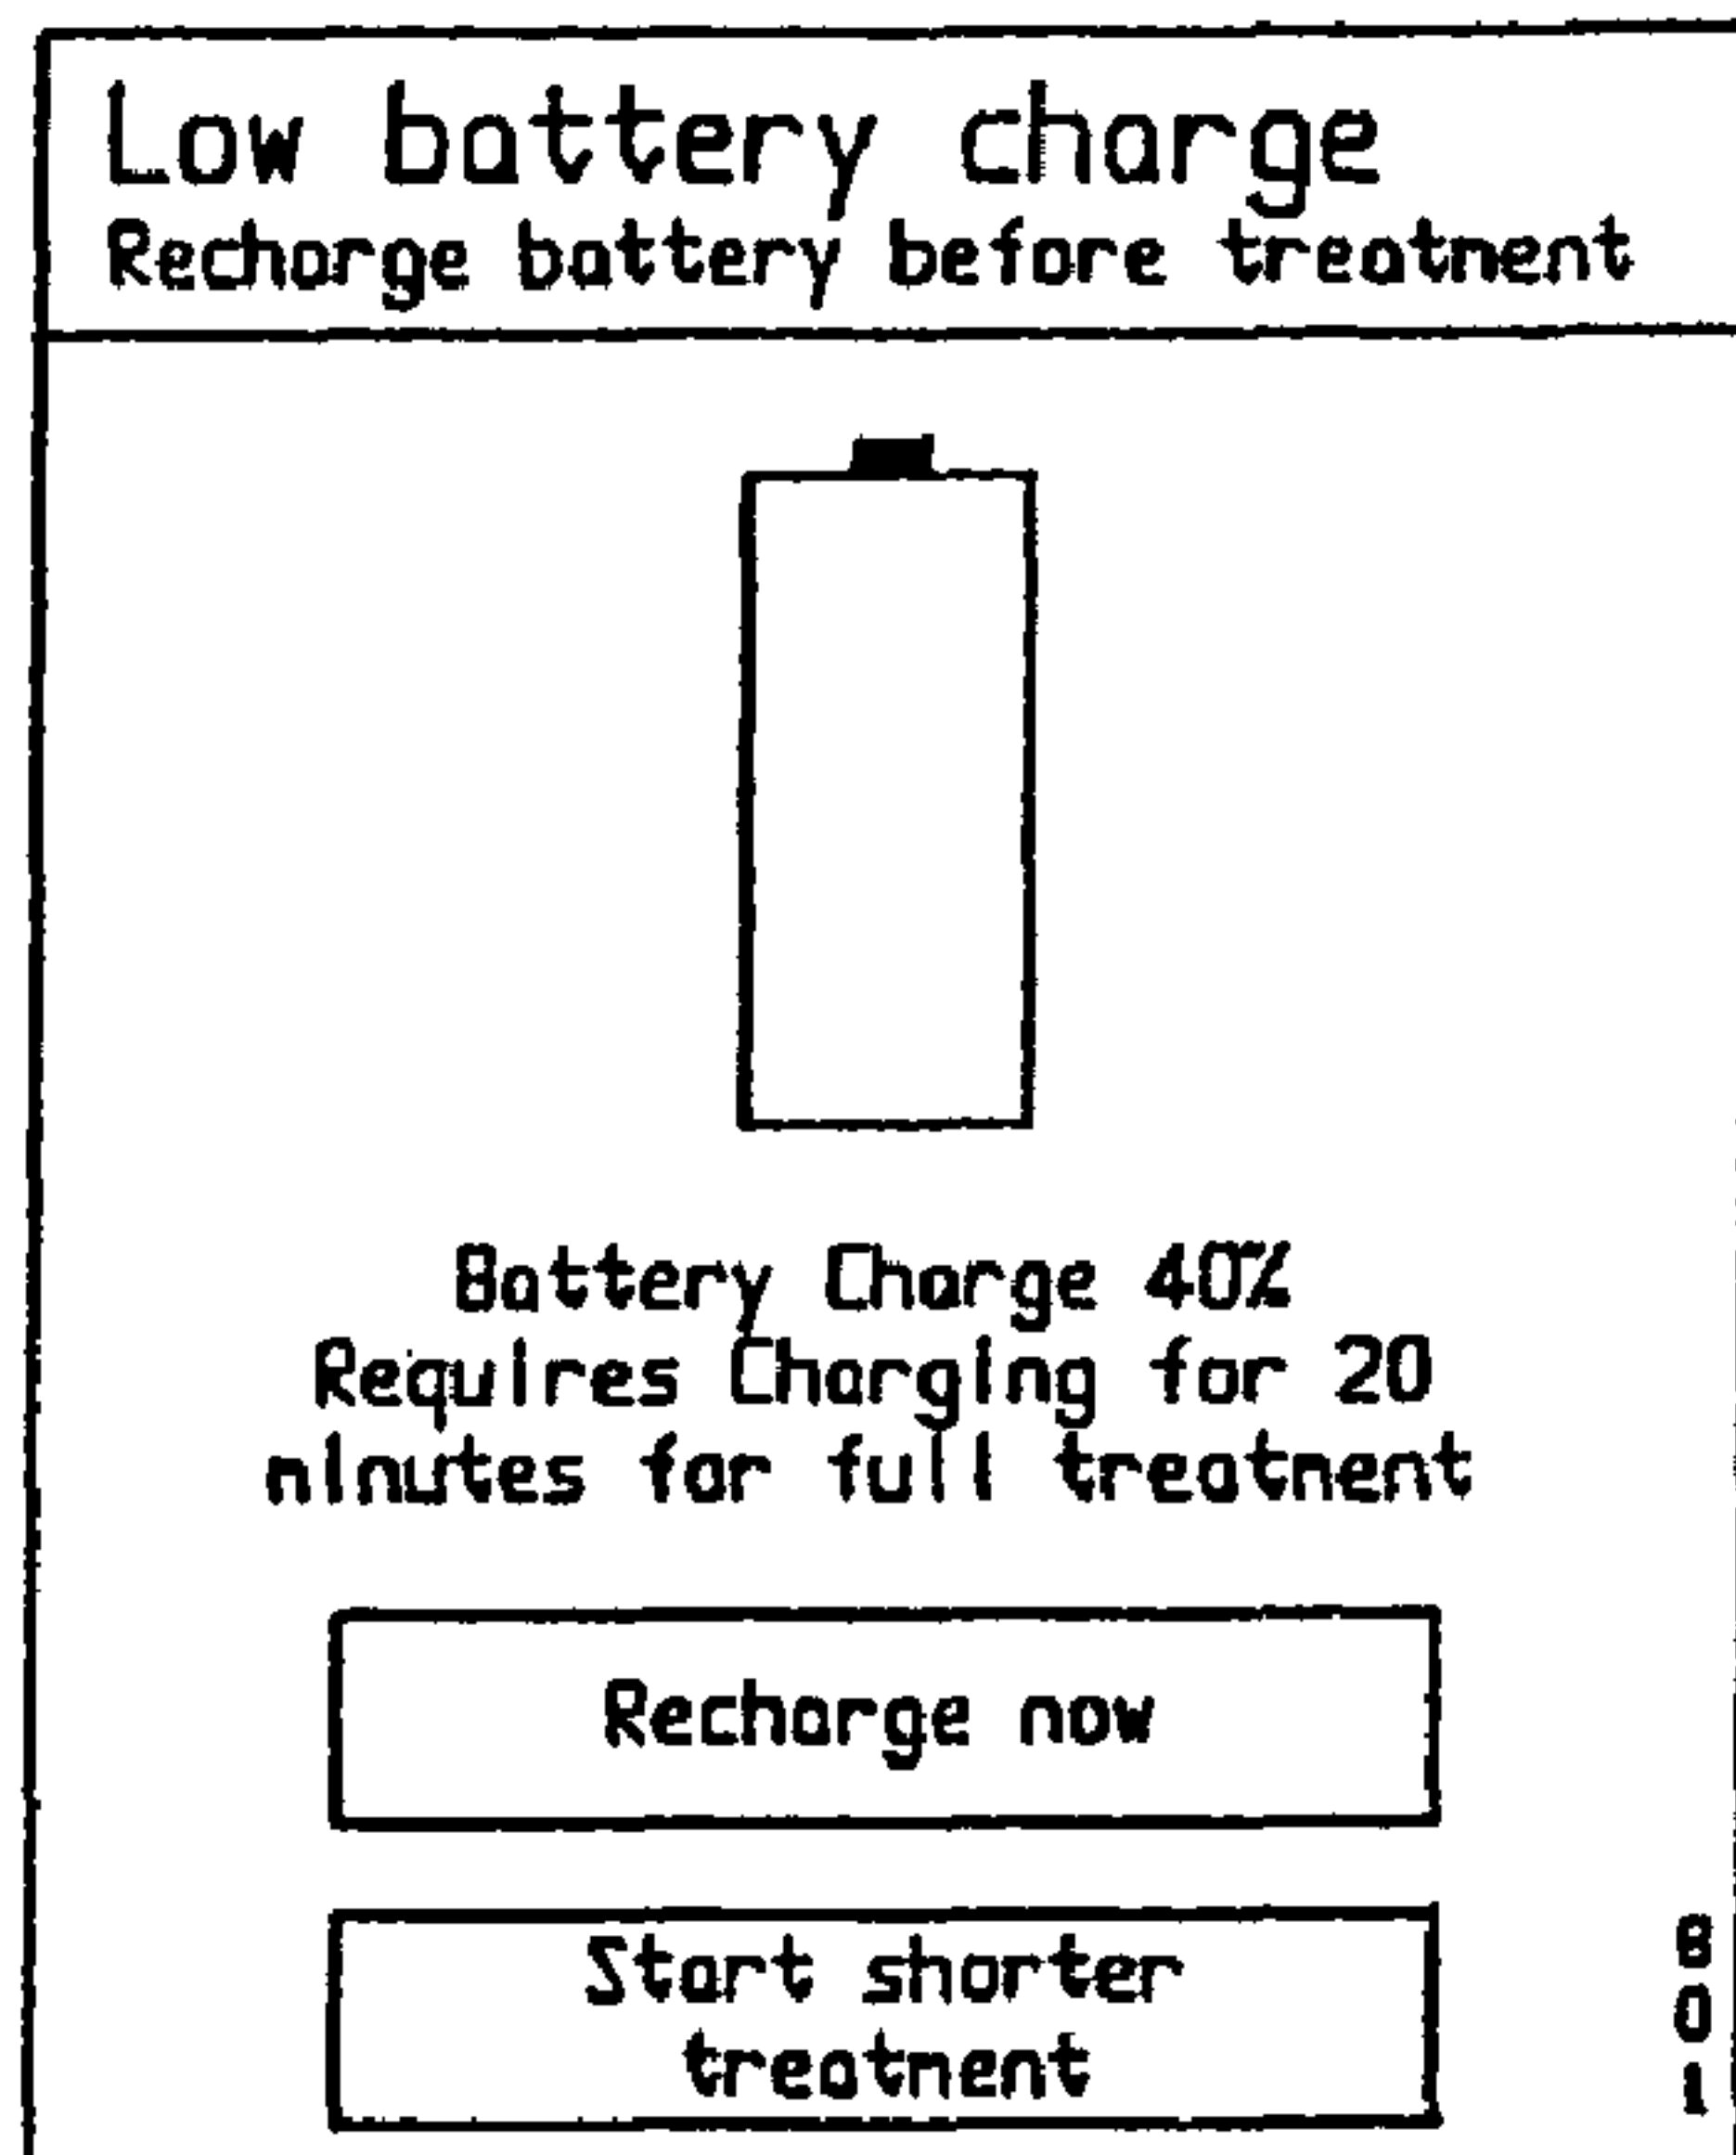 Low battery charge
Recharge battery before treatment
Battery Charge 40%
Requires Charging for 20
minutes for full treatment
Recharge now
Start shorter
treatment
801